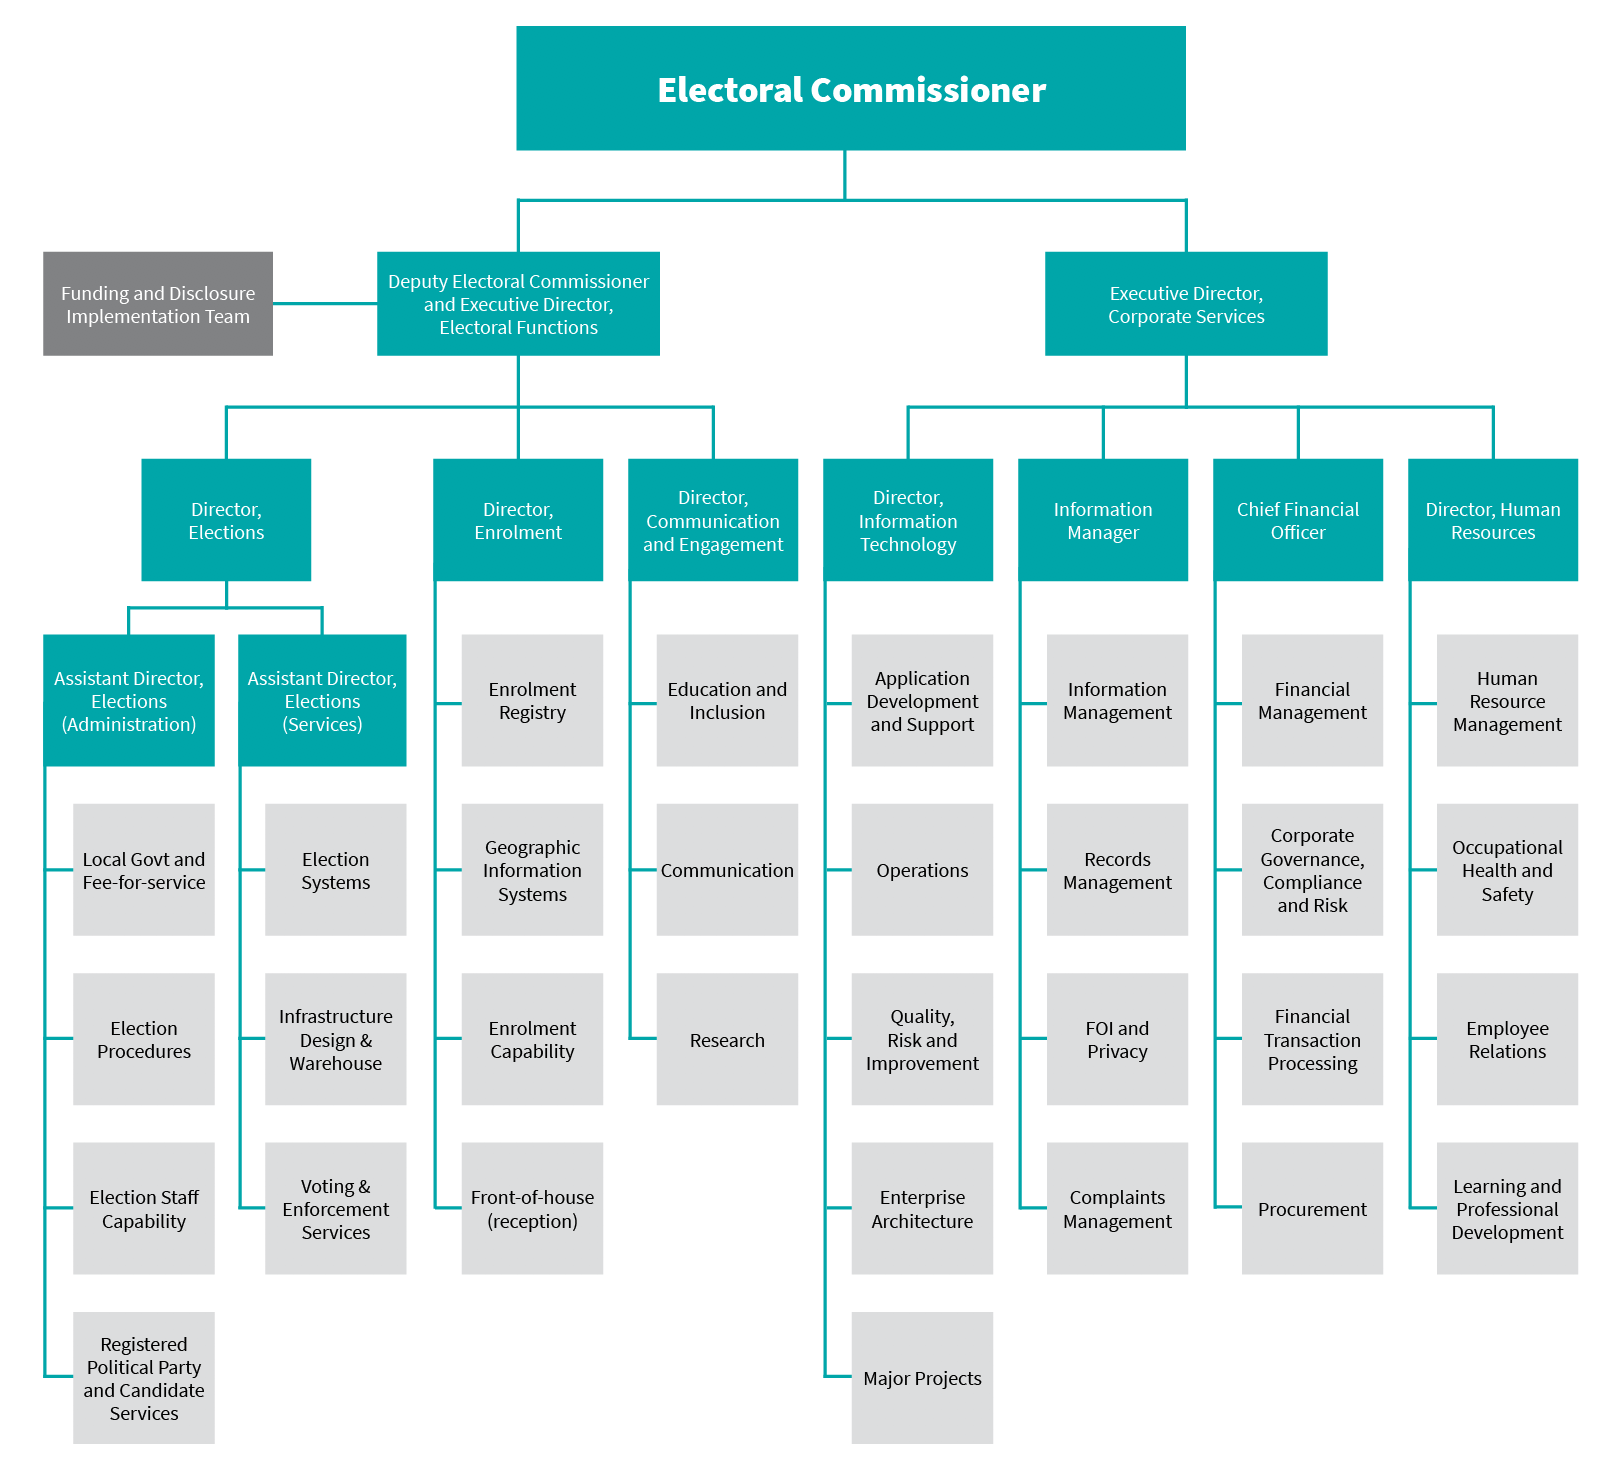 Electoral Commissioner
Funding and Disclosure
Implementation Team
Deputy Electoral Commissioner
and Executive Director,
Electoral Functions
Executive Director,
Corporate Services
Director,
Elections
Director,
Enrolment
Director,
Communication
and Engagement
Director,
Information
Technology
Information
Manager
Chief Financial
Officer
Director, Human
Resources
Assistant Director,
Elections
(Administration)
Assistant Director,
Elections
(Services)
Enrolment
Registry
Education and
Inclusion
Application
Development
and Support
Information
Management
Financial
Management
Human
Resource
Management
Local Govt and
Fee-for-service
Election
Systems
Geographic
Information
Systems
Communication
Operations
Records
Management
Corporate
Governance,
Compliance
and Risk
Occupational
Health and
Safety
Election
Procedures
Infrastructure
Design &
Warehouse
Enrolment
Capability
Research
Quality,
Risk and
Improvement
FOI and
Privacy
Financial
Transaction
Processing
Employee
Relations
Election Staff
Capability
Voting &
Enforcement
Services
Front-of-house
(reception)
Enterprise
Architecture
Complaints
Management
Procurement
Learning and
Professional
Development
Registered
Political Party
and Candidate
Services
Major Projects